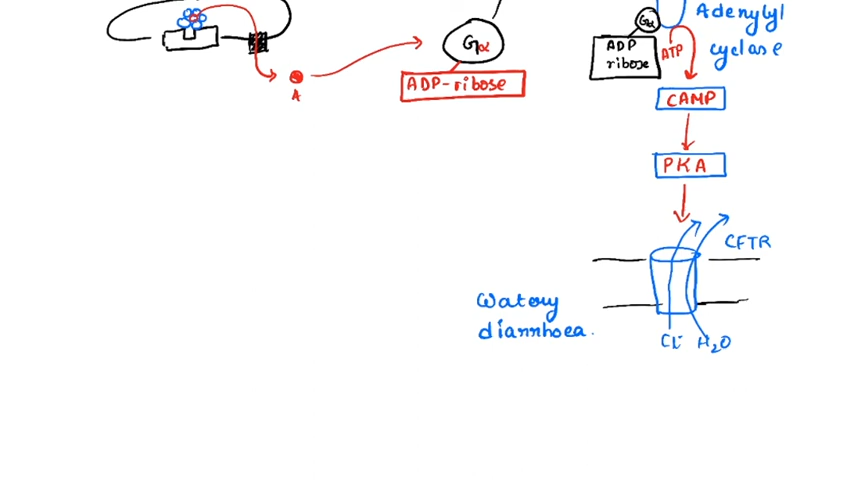 Gα
Adenylyl
cyclase
Gα
ADP
ribose
ATP
ADP-ribose
A
CAMP
PKA
CFTR
Watery
diarrhoea.
Cl- H₂O